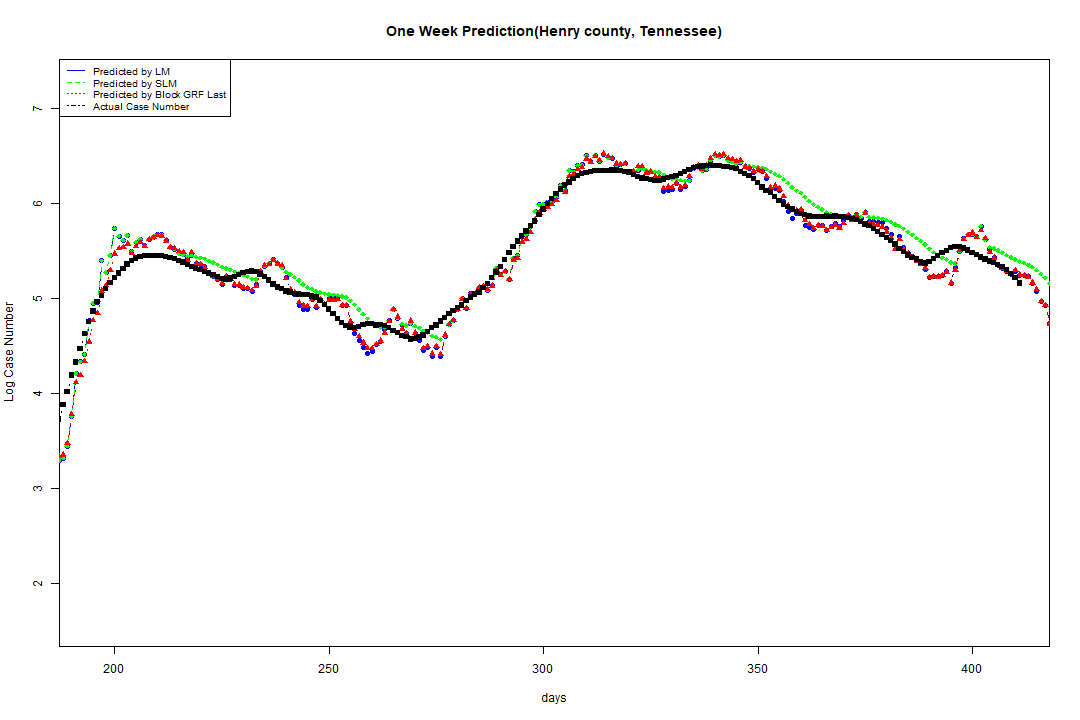 One Week Prediction(Henry county, Tennessee)
Predicted by LM
Predicted by SLM
Predicted by Block GRF Last
Actual Case Number
Log Case Number
7
6
5
4
3
2
200 250 300 350 400
days